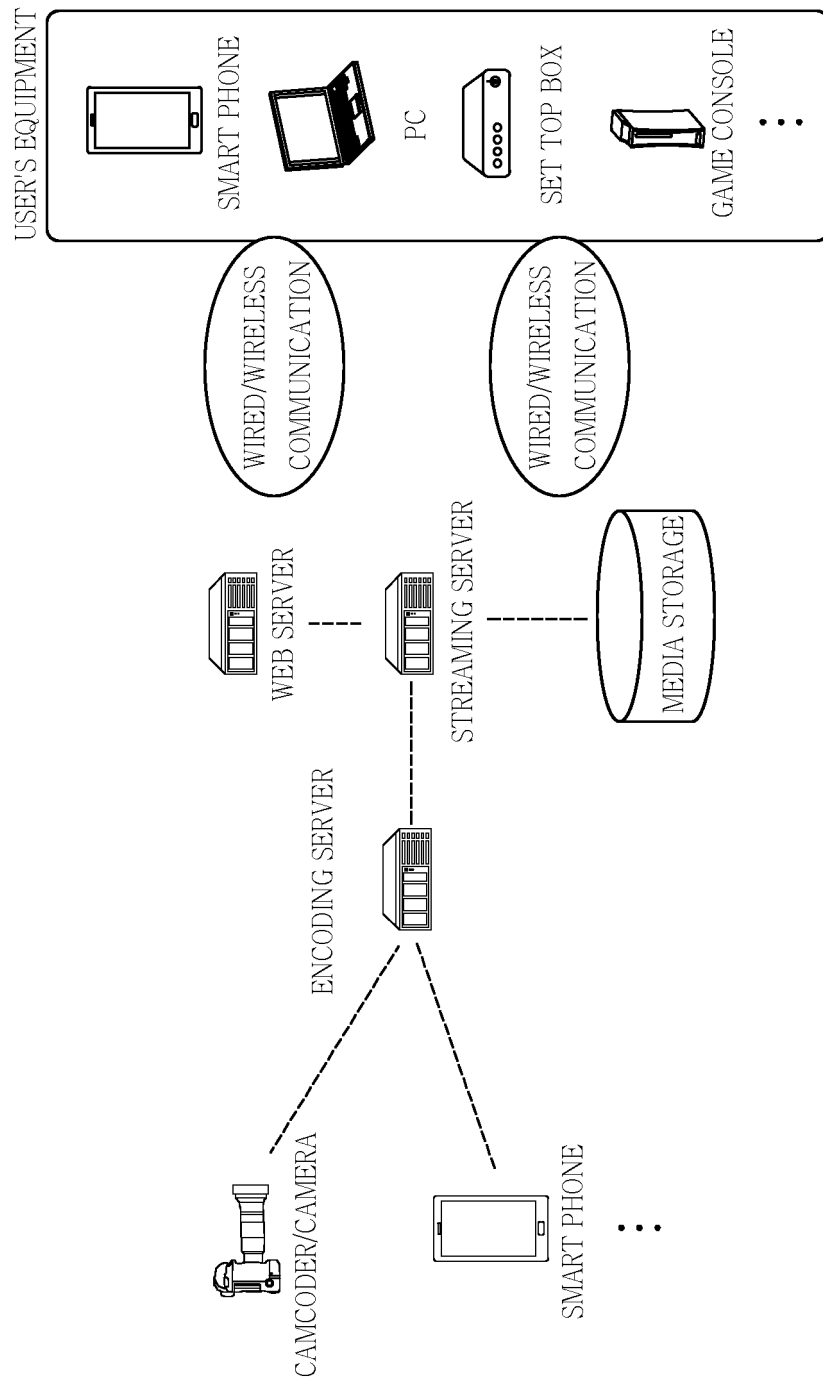 USER'S EQUIPMENT
SMART PHONE
PC
SET TOP BOX
GAME CONSOLE
WIRED/WIRELESS
COMMUNICATION
WIRED/WIRELESS
COMMUNICATION
WEB SERVER
STREAMING SERVER
MEDIA STORAGE
ENCODING SERVER
CAMCODER/CAMERA
SMART PHONE